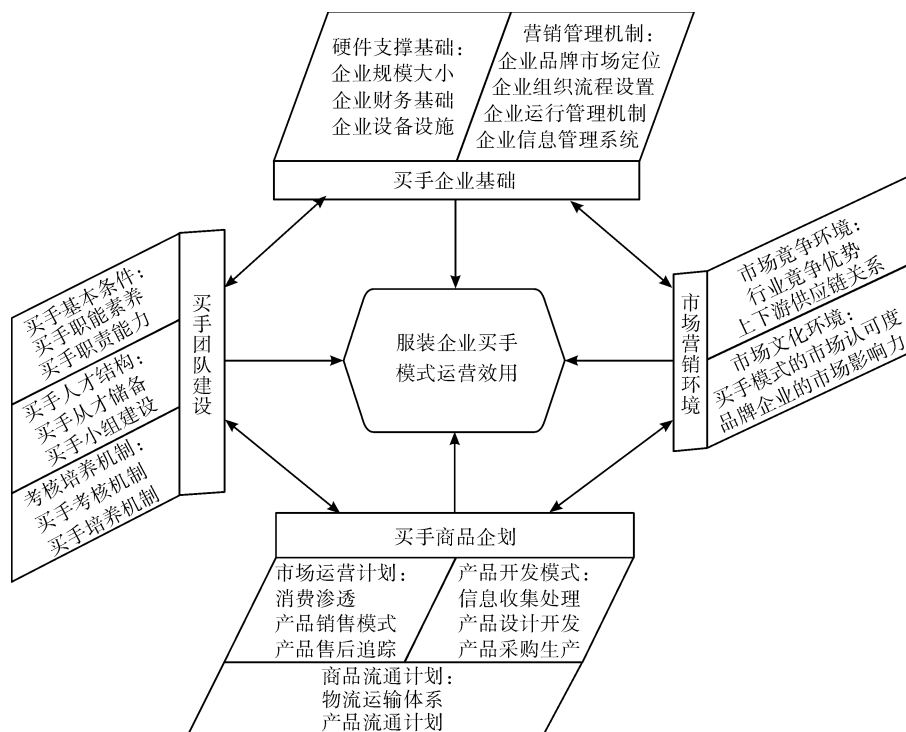 硬件支撑基础：
企业规模大小
企业财务基础
企业设备设施
营销管理机制：
企业品牌市场定位
企业组织流程设置
企业运行管理机制
企业信息管理系统
买手企业基础
买手基本条件：
买手职能素养
买手职责能力
买手人才结构：
买手从才储备
买手小组建设
考核培养机制：
买手考核机制
买手培养机制
买手团队建设
服装企业买手
模式运营效用
市场营销环境
市场竞争环境：
行业竞争优势
上下游供应链关系
市场文化环境：
买手模式的市场认可度
品牌企业的市场影响力
买手商品企划
市场运营计划：
消费渗透
产品销售模式
产品售后追踪
产品开发模式：
信息收集处理
产品设计开发
产品采购生产
商品流通计划：
物流运输体系
产品流通计划